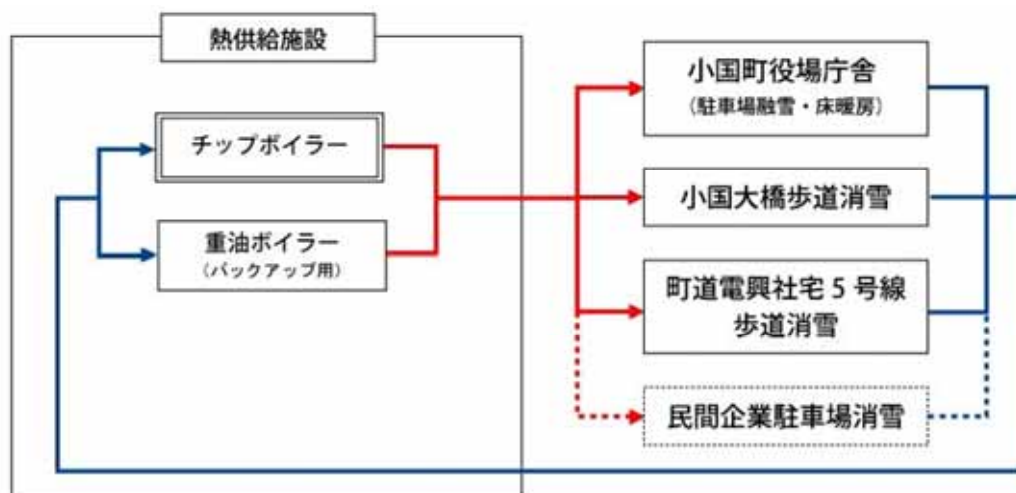 熱供給施設
チップボイラー
重油ボイラー
（バックアップ用）
小国町役場庁舎
（駐車場融雪・床暖房）
小国大橋歩道消雪
町道電興社宅5号線
歩道消雪
民間企業駐車場消雪